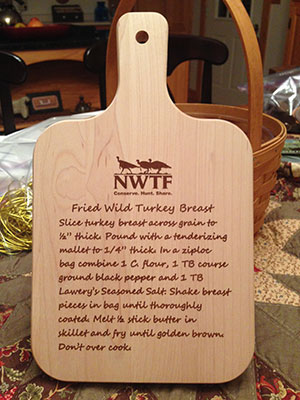 NWTF
Conserve. Hunt. Share.
Fried Wild Turkey Breast
Slice turkey breast across grain to
½" thick. Pound with a tenderizing
mallet to 1/4" thick. In a ziploc
bag combine 1 C. flour, 1 TB course
ground black pepper and 1 TB
Lawery's Seasoned Salt. Shake breast
pieces in bag until thoroughly
coated. Melt ½ stick butter in
skillet and fry until golden brown.
Don't over cook.